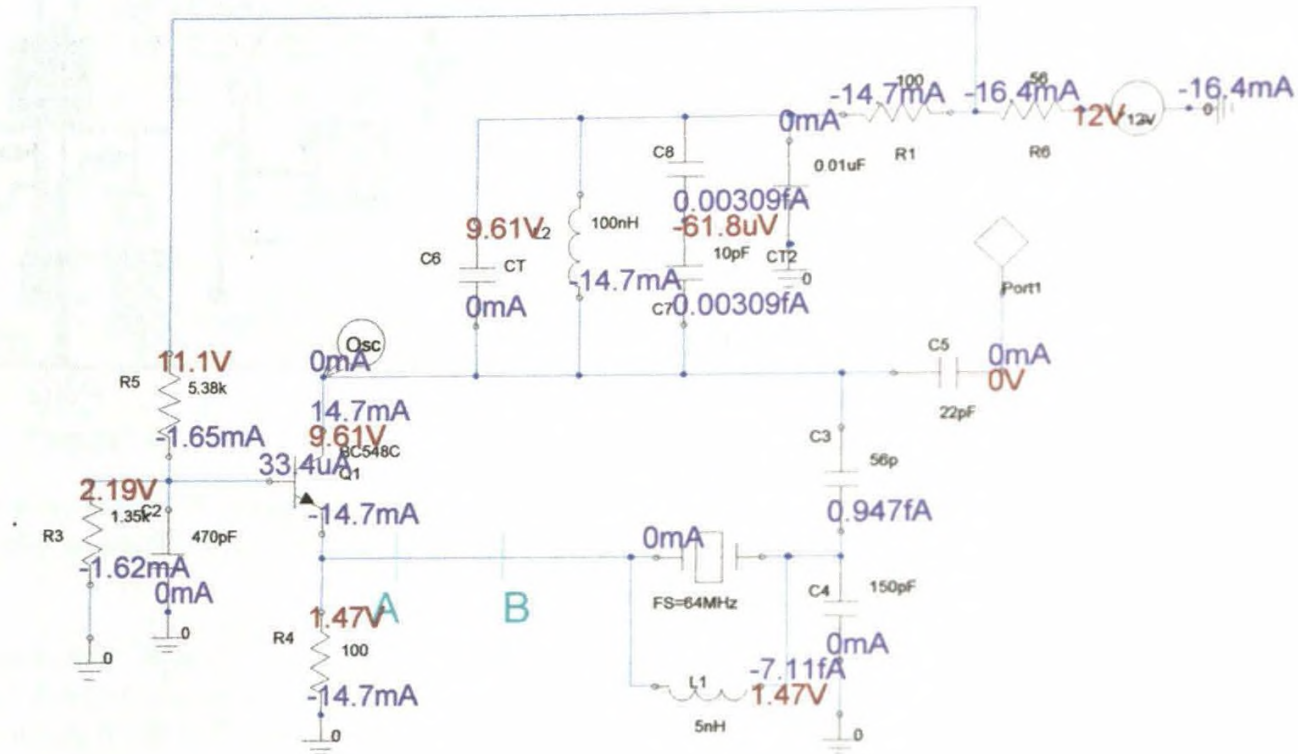 100
56
-14.7mA
-16.4mA
-16.4mA
12V
12V
0
R1
R6
0mA
0.01uF
C8
0.00309fA
-61.8uV
10pF
CT2
0
C7
0.00309fA
9.61V
L2
100nH
C6
CT
-14.7mA
0mA
Port1
Osc
0mA
C5
0mA
0V
22pF
11.1V
R5
5.38k
-1.65mA
14.7mA
9.61V
BC548C
33.4uA
Q1
-14.7mA
C3
56p
0.947fA
2.19V
1.35k
C2
R3
470pF
-1.62mA
0mA
0
0
0mA
FS=64MHz
C4
150pF
0mA
A
B
1.47V
R4
100
-14.7mA
0
-7.11fA
L1
1.47V
5nH
0